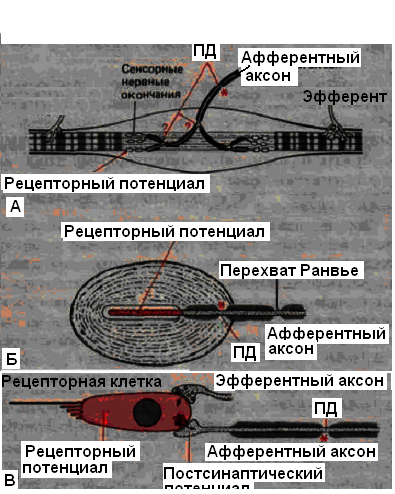 ПД
Афферентный
аксон
Сенсорные
нервные
окончания
Эфферент
?
?
*
Рецепторный потенциал
А
Рецепторный потенциал
Перехват Ранвье
*
Афферентный
аксон
ПД
Б
Рецепторная клетка
Эфферентный аксон
ПД
*
Рецепторный
потенциал
Афферентный аксон
Постсинаптический
потенциал
В